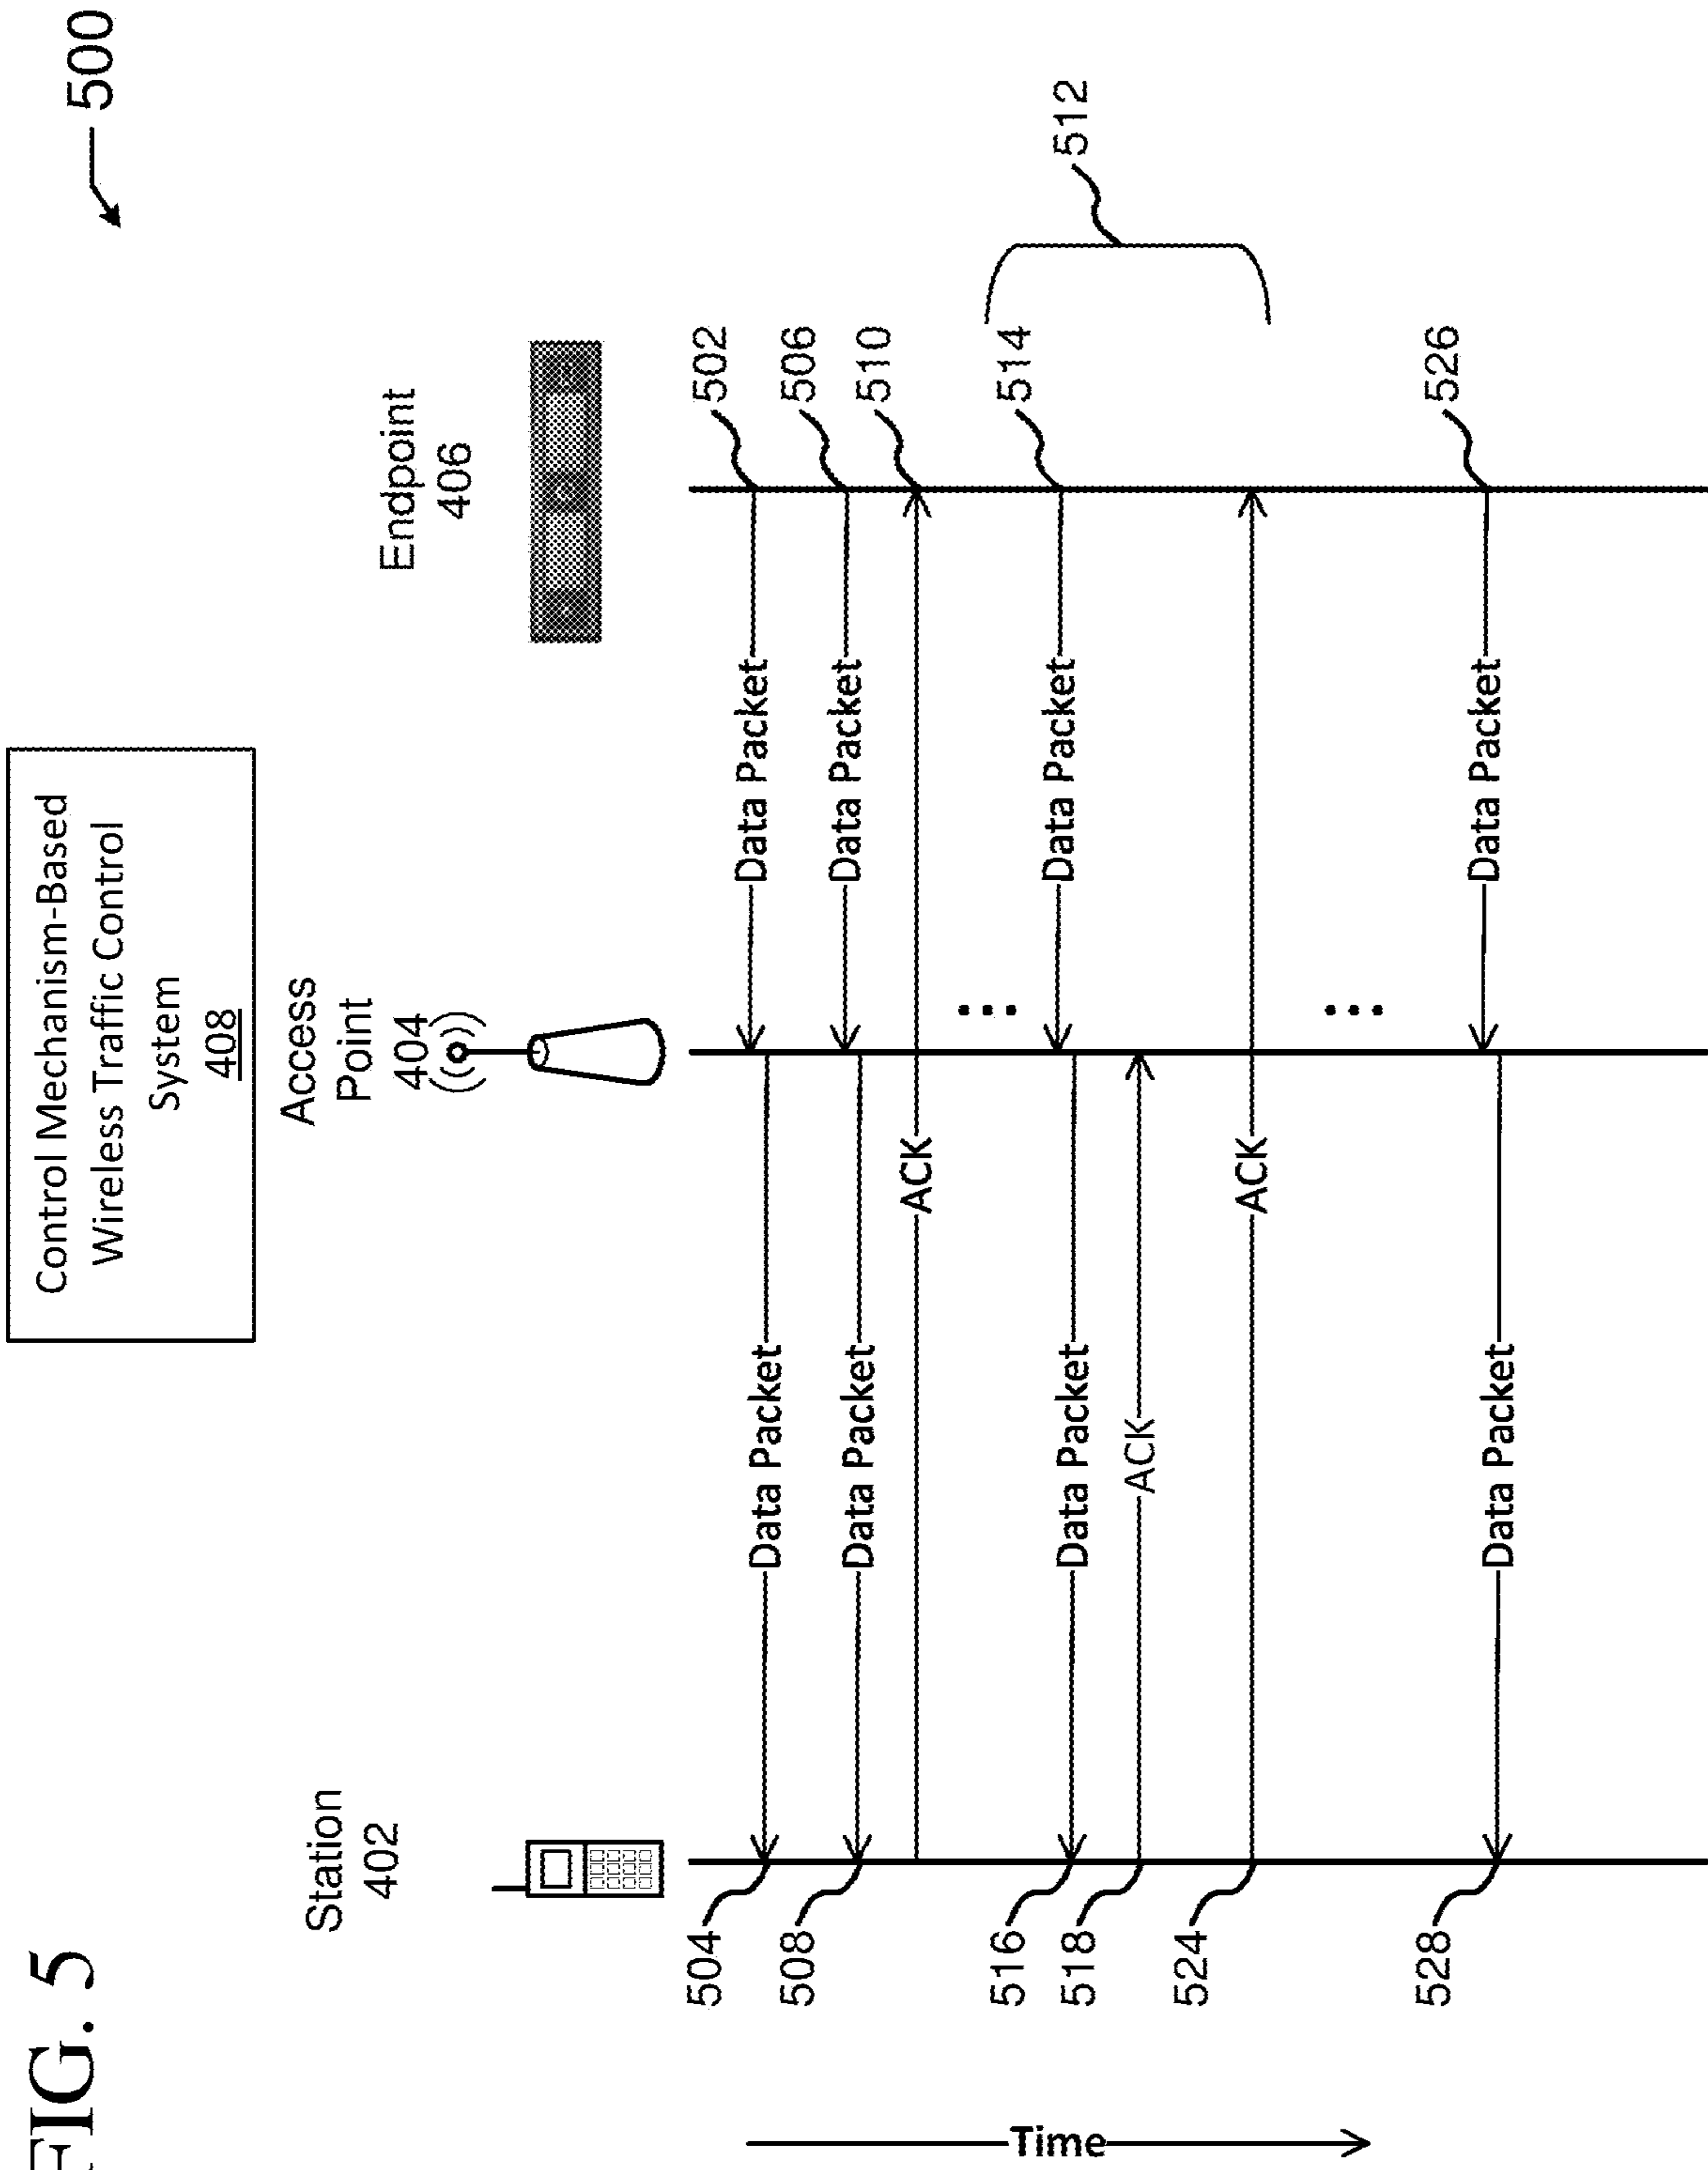 FIG. 5
500
Control Mechanism-Based
Wireless Traffic Control
System
408
Station
402
Access
Point
404
Endpoint
406
Time
Data Packet
502
504
Data Packet
Data Packet
506
508
Data Packet
ACK
510
512
Data Packet
514
516
Data Packet
518
ACK
524
ACK
Data Packet
526
528
Data Packet